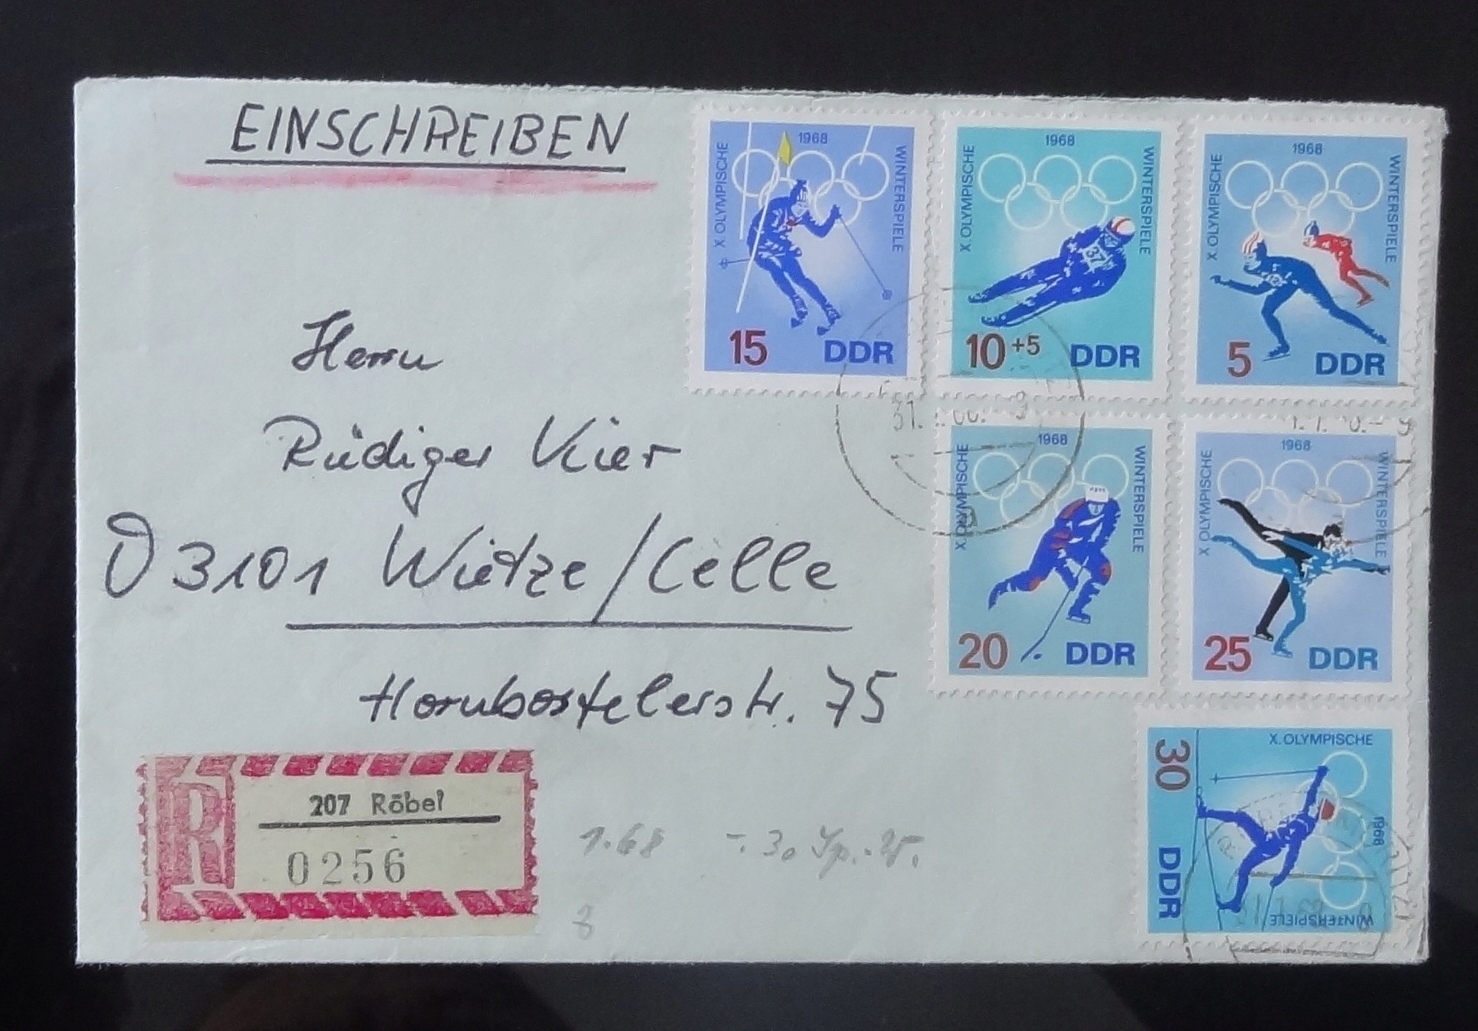 EINSCHREIBEN
Herrn
Rüdiger Kier
D 3101 Wietze/Celle
Hornbostelerstr. 75
R
207 Röbel
0256
1.68
1968
X OLYMPISCHE
WINTERSPIELE
15 DDR
1968
X OLYMPISCHE
WINTERSPIELE
37
10+5 DDR
1968
X OLYMPISCHE
WINTERSPIELE
5 DDR
1968
X OLYMPISCHE
WINTERSPIELE
20 DDR
1968
X OLYMPISCHE
WINTERSPIELE
25 DDR
X. OLYMPISCHE
1968
WINTERSPIELE
30 DDR